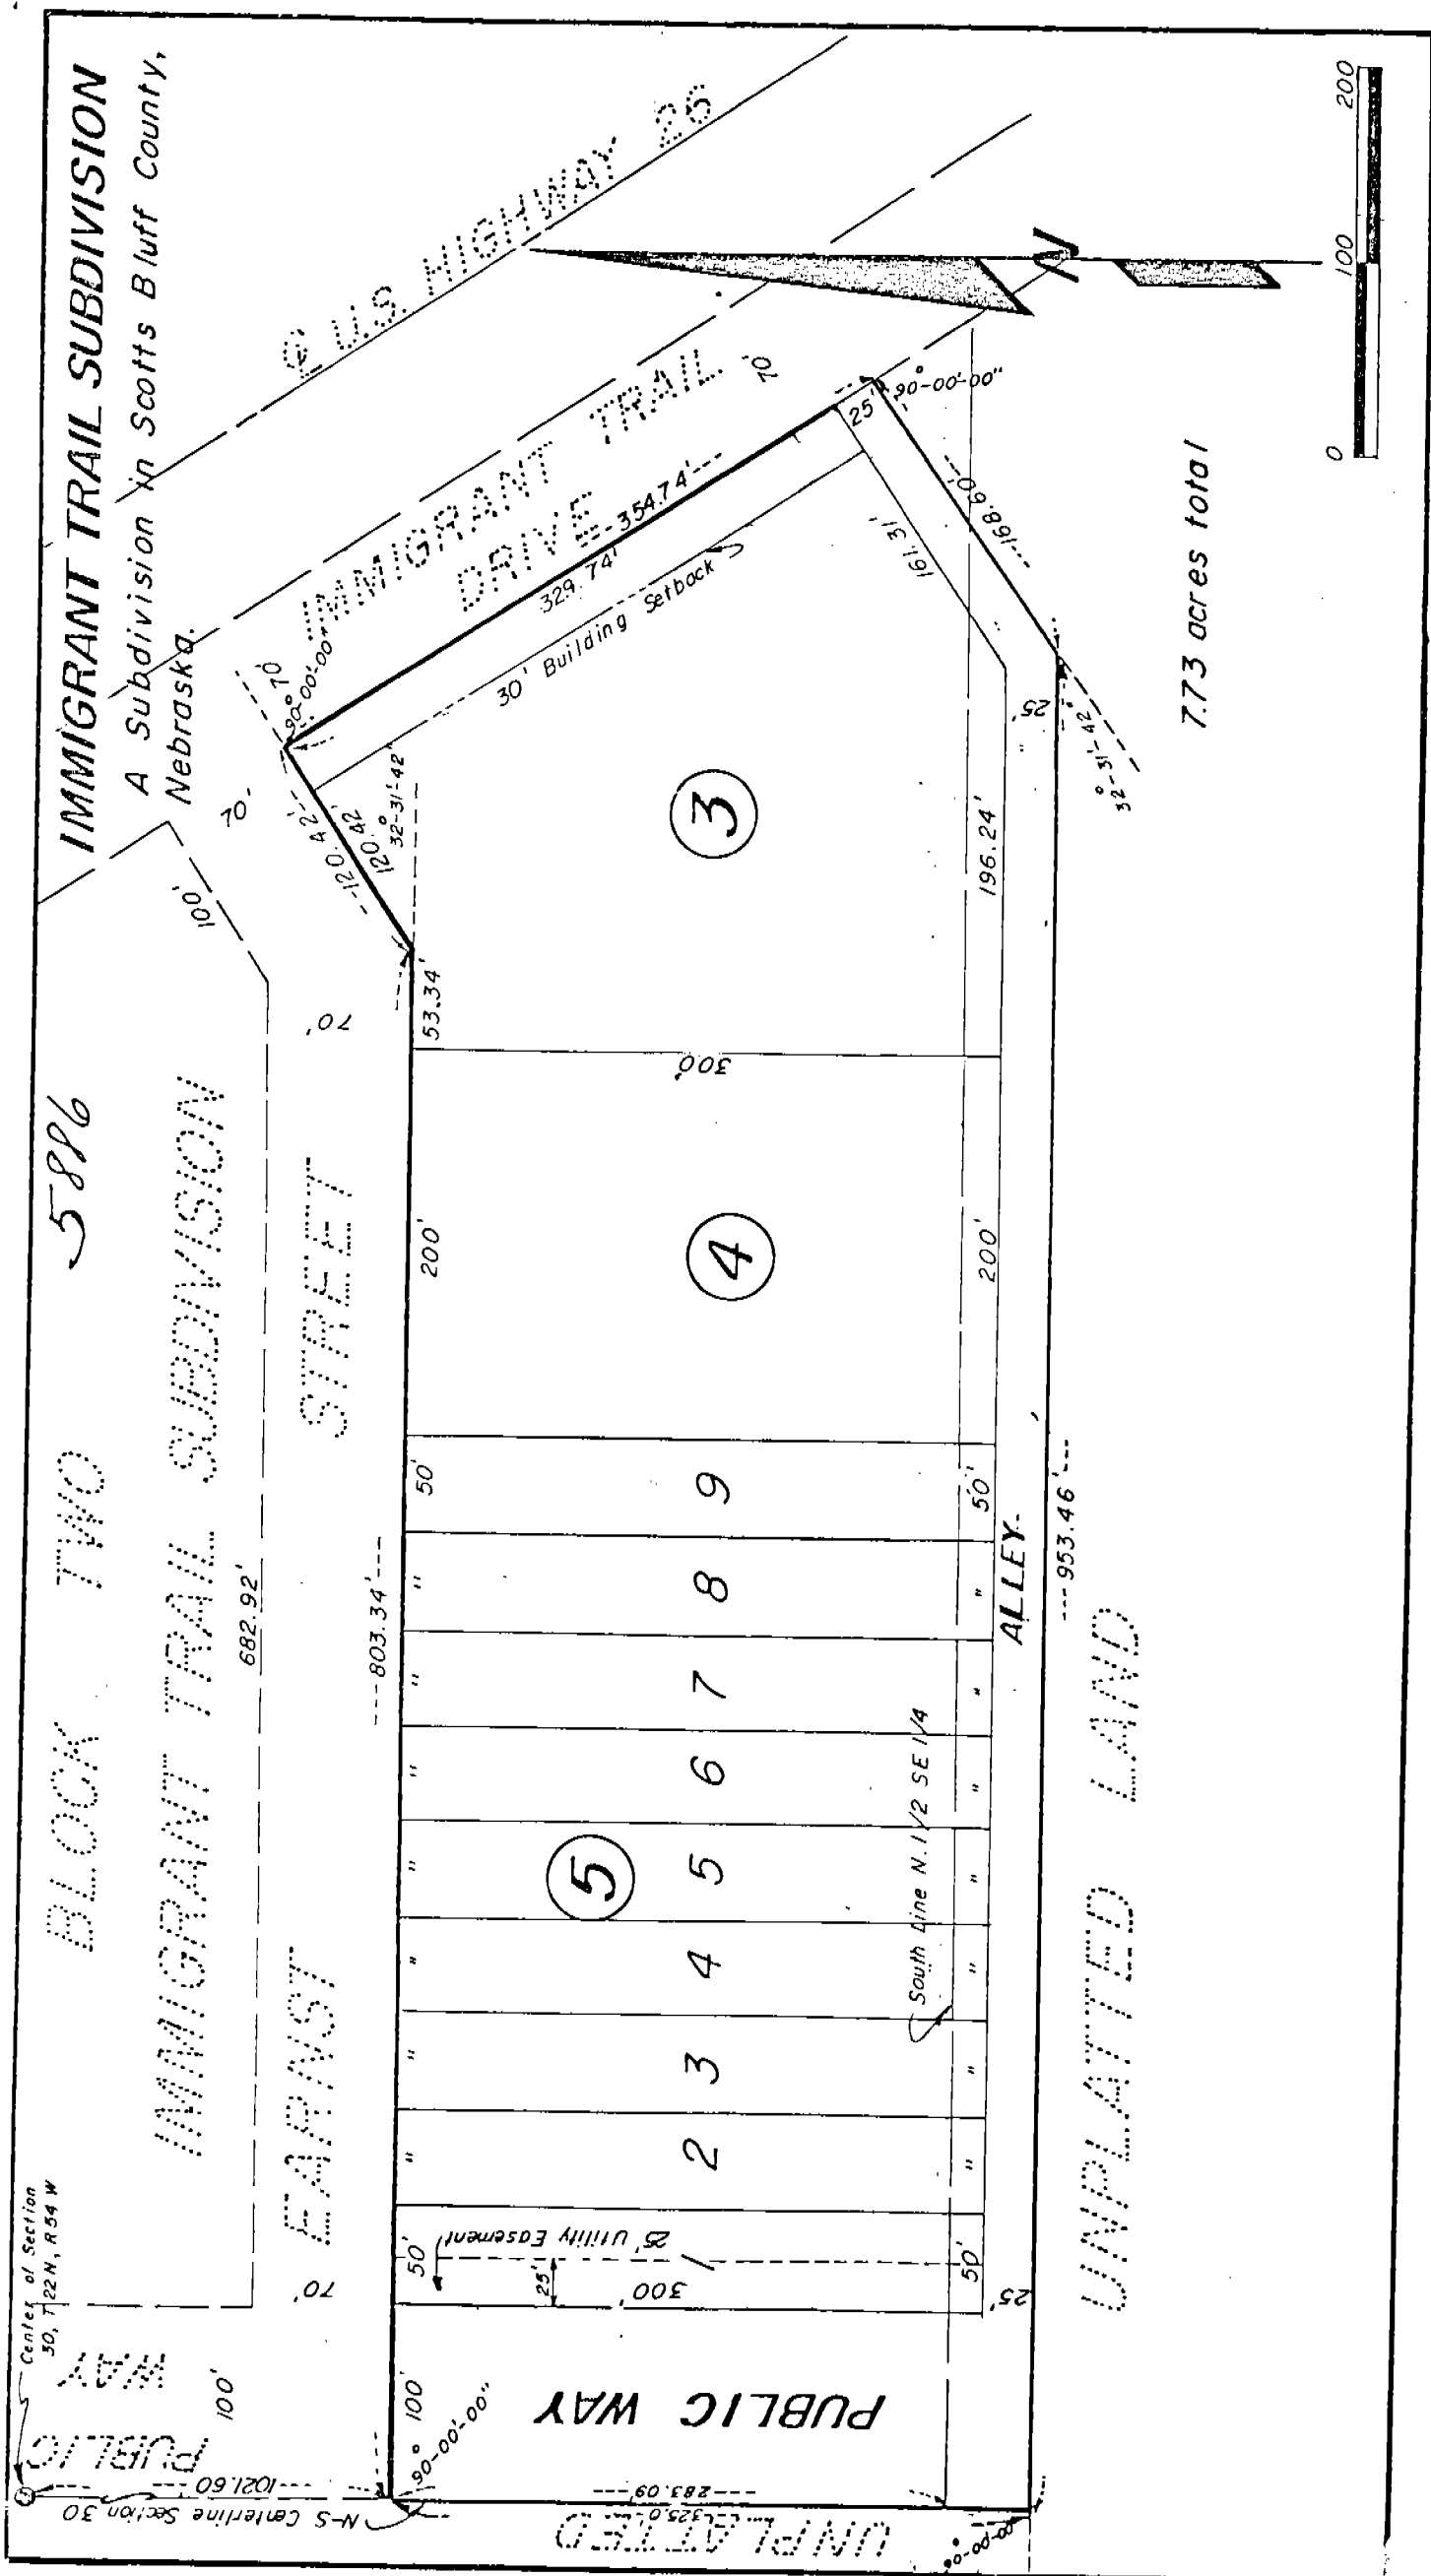 IMMIGRANT TRAIL SUBDIVISION
A Subdivision in Scotts Bluff County,
Nebraska.
5886
Center of Section
30, T 22 N, R 54 W
BLOCK TWO
IMMIGRANT TRAIL SUBDIVISION
℄ U.S. HIGHWAY 26
PUBLIC WAY
100'
682.92'
100'
70'
70'
IMMIGRANT TRAIL
DRIVE
70'
N-S Centerline Section 30
1021.60
70'
EARNST STREET
70'
---803.34'---
90°-00'-00"
--120.42'--
120.42'
32°-31'-42"
---354.74'---
329.74'
30' Building Setback
25'
90°-00'-00"
100'
90°-00'-00"
50'
"
"
"
"
"
"
"
50'
200'
53.34'
25' Utility Easement
25'
300'
300'
1
2
3
4
5
6
7
8
9
5
4
3
161.31'
---168.60'---
PUBLIC WAY
UNPLATTED
---325.0---
---283.09---
South Line N. 1/2 SE 1/4
50'
"
"
"
"
"
"
"
50'
200'
196.24'
25'
ALLEY
25'
32°-31'-42"
---953.46'---
UNPLATTED LAND
7.73 acres total
N
0 100 200